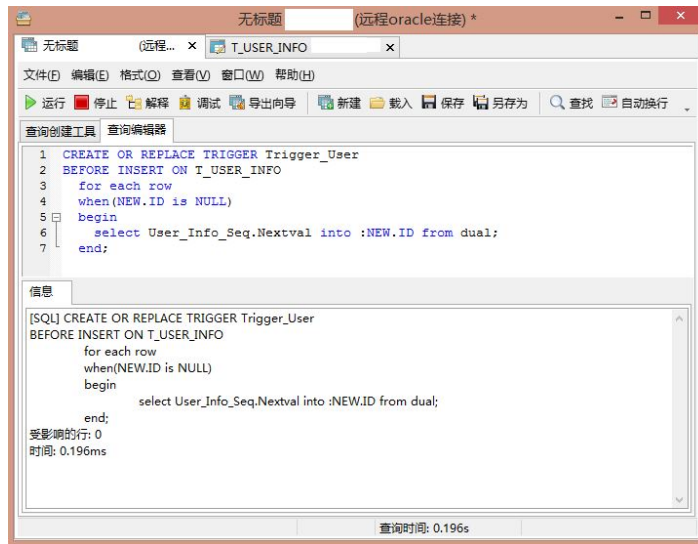 无标题 (远程oracle连接) *
无标题 (远程... × T_USER_INFO ×
文件(F) 编辑(E) 格式(O) 查看(V) 窗口(W) 帮助(H)
运行 停止 解释 调试 导出向导 新建 载入 保存 另存为 查找 自动换行
查询创建工具 查询编辑器
1 CREATE OR REPLACE TRIGGER Trigger_User
2 BEFORE INSERT ON T_USER_INFO
3 for each row
4 when(NEW.ID is NULL)
5 begin
6 select User_Info_Seq.Nextval into :NEW.ID from dual;
7 end;
信息
[SQL] CREATE OR REPLACE TRIGGER Trigger_User
BEFORE INSERT ON T_USER_INFO
for each row
when(NEW.ID is NULL)
begin
select User_Info_Seq.Nextval into :NEW.ID from dual;
end;
受影响的行: 0
时间: 0.196ms
查询时间: 0.196s